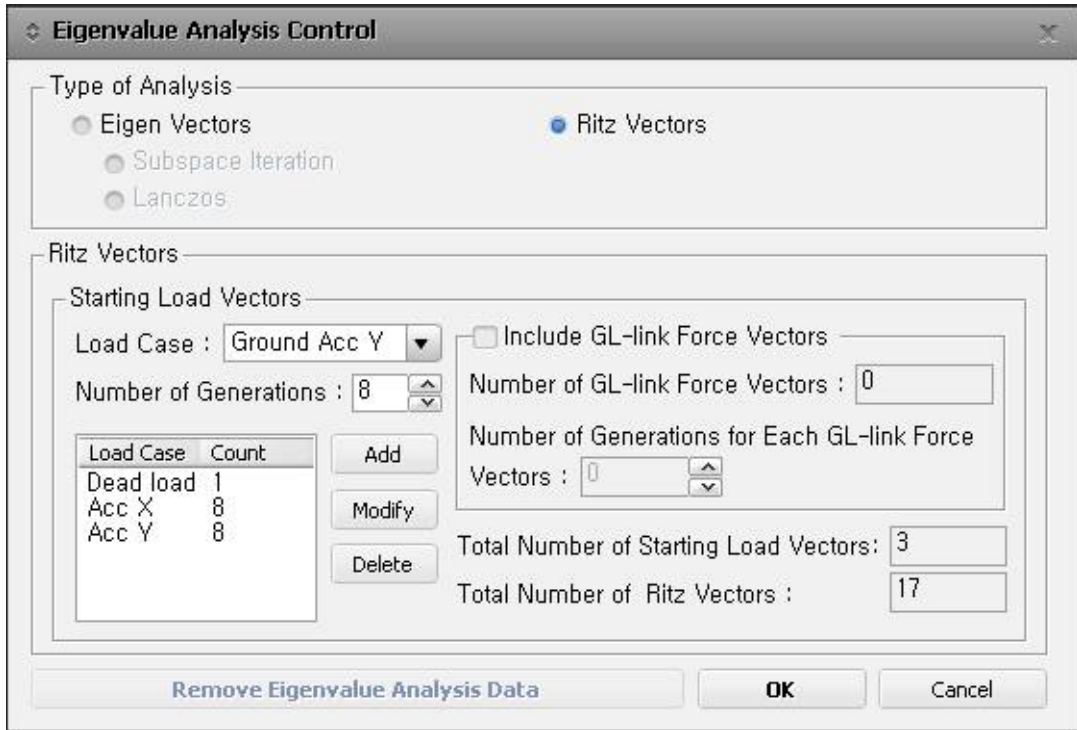 Eigenvalue Analysis Control
Type of Analysis
Eigen Vectors
Ritz Vectors
Subspace Iteration
Lanczos
Ritz Vectors
Starting Load Vectors
Load Case : Ground Acc Y
Number of Generations : 8
Load Case Count
Dead load 1
Acc X 8
Acc Y 8
Add
Modify
Delete
Include GL-link Force Vectors
Number of GL-link Force Vectors : 0
Number of Generations for Each GL-link Force
Vectors : 0
Total Number of Starting Load Vectors: 3
Total Number of Ritz Vectors : 17
Remove Eigenvalue Analysis Data
OK
Cancel